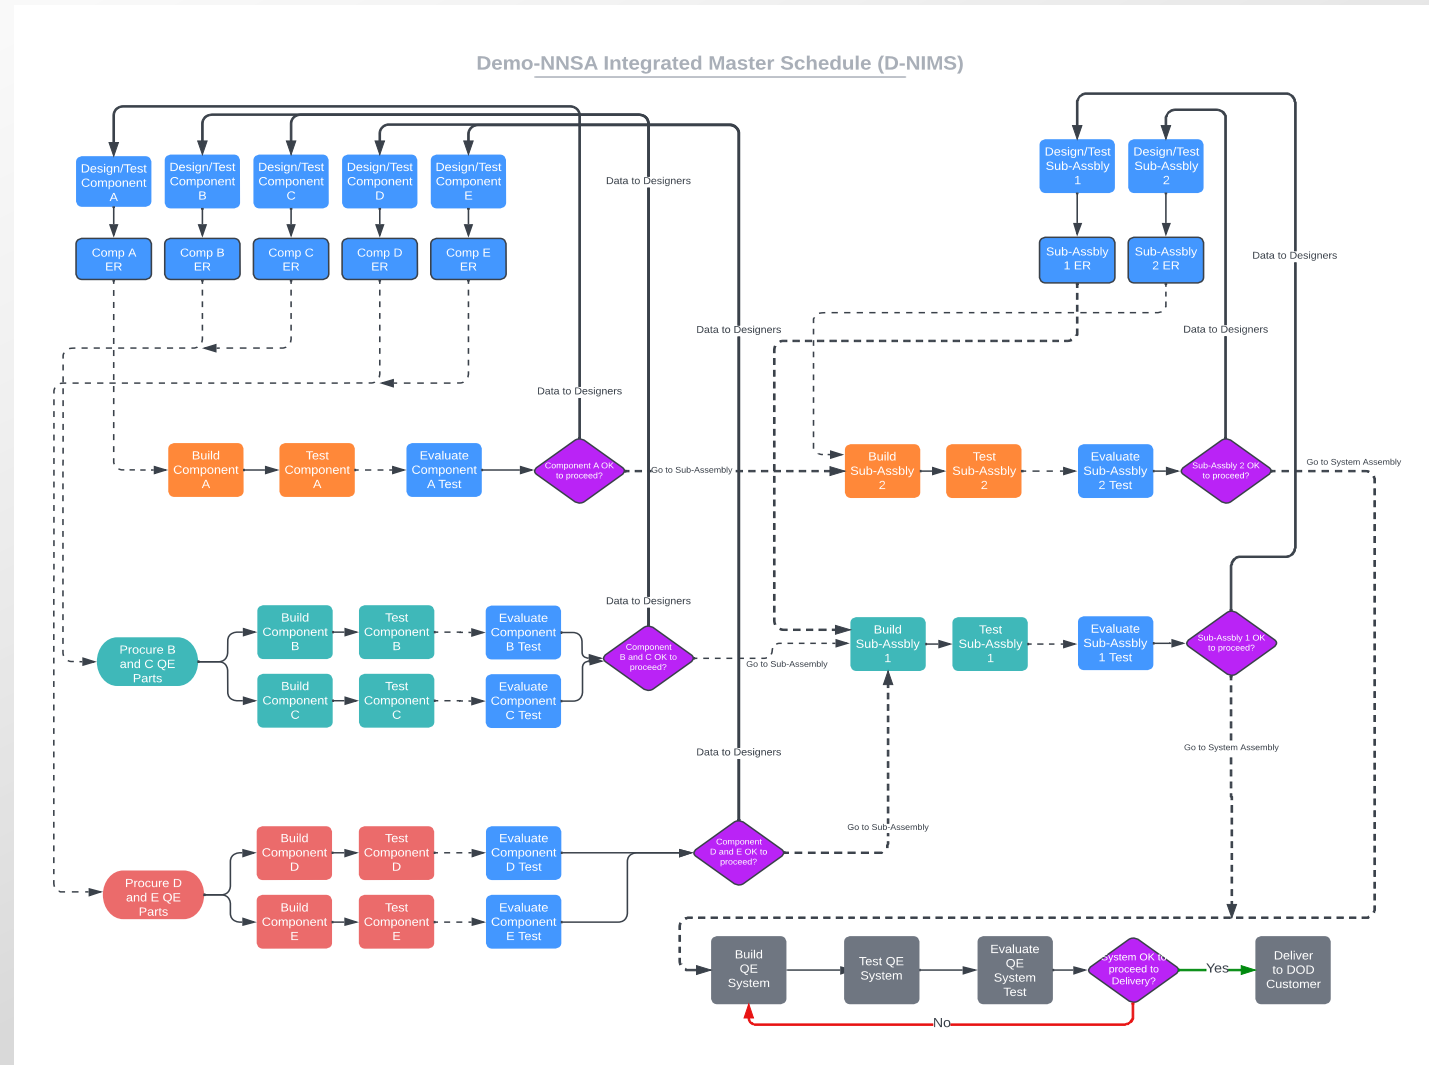 Demo-NNSA Integrated Master Schedule (D-NIMS)
Design/Test
Component
A
Design/Test
Component
B
Design/Test
Component
C
Design/Test
Component
D
Design/Test
Component
E
Data to Designers
Design/Test
Sub-Assbly
1
Design/Test
Sub-Assbly
2
Comp A
ER
Comp B
ER
Comp C
ER
Comp D
ER
Comp E
ER
Sub-Assbly
1 ER
Sub-Assbly
2 ER
Data to Designers
Data to Designers
Data to Designers
Data to Designers
Build
Component
A
Test
Component
A
Evaluate
Component
A Test
Component A OK
to proceed?
Go to Sub-Assembly
Build
Sub-Assbly
2
Test
Sub-Assbly
2
Evaluate
Sub-Assbly
2 Test
Sub-Assbly 2 OK
to proceed?
Go to System Assembly
Data to Designers
Procure B
and C QE
Parts
Build
Component
B
Test
Component
B
Evaluate
Component
B Test
Build
Component
C
Test
Component
C
Evaluate
Component
C Test
Component
B and C OK to
proceed?
Go to Sub-Assembly
Build
Sub-Assbly
1
Test
Sub-Assbly
1
Evaluate
Sub-Assbly
1 Test
Sub-Assbly 1 OK
to proceed?
Go to System Assembly
Data to Designers
Go to Sub-Assembly
Procure D
and E QE
Parts
Build
Component
D
Test
Component
D
Evaluate
Component
D Test
Build
Component
E
Test
Component
E
Evaluate
Component
E Test
Component
D and E OK to
proceed?
Build
QE
System
Test QE
System
Evaluate
QE
System
Test
System OK to
proceed to
Delivery?
Yes
Deliver
to DOD
Customer
No